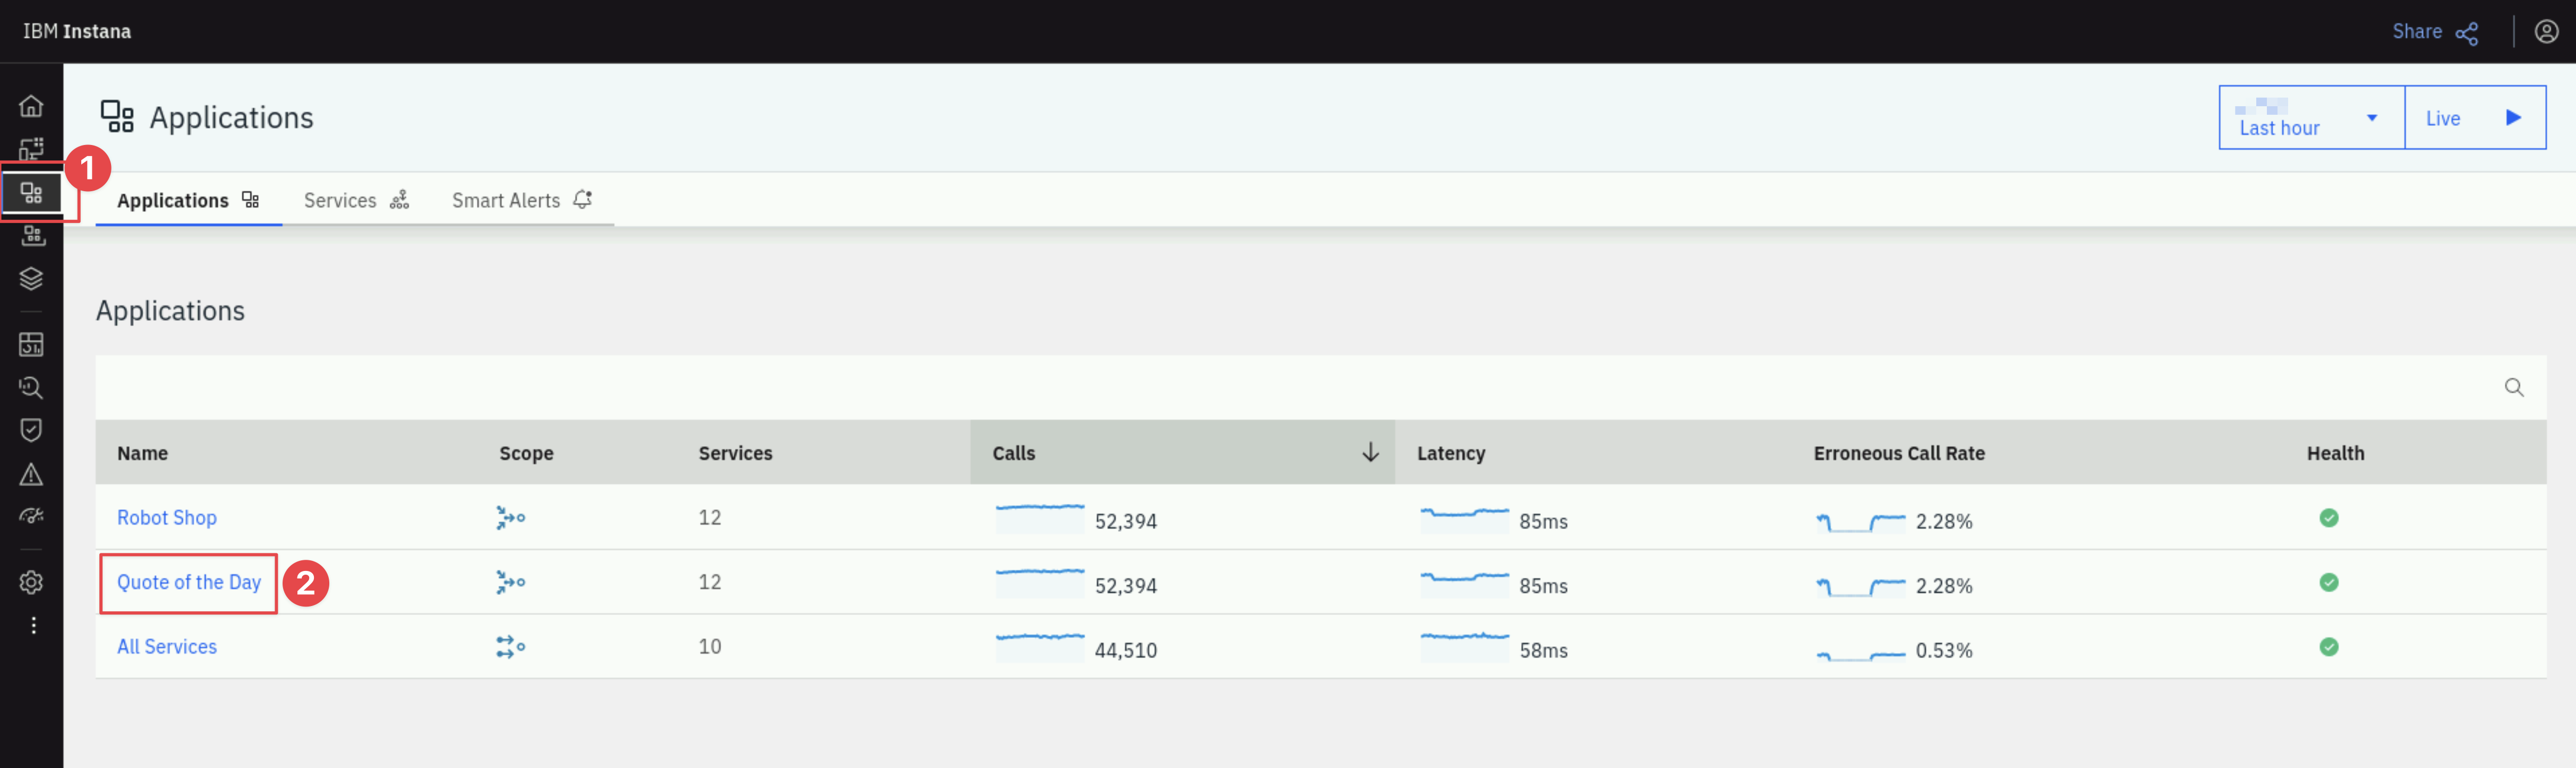 IBM Instana
Share
Applications
Last hour
Live
1
Applications
Services
Smart Alerts
Applications
Name Scope Services Calls Latency Erroneous Call Rate Health
Robot Shop 12 52,394 85ms 2.28%
Quote of the Day 2 12 52,394 85ms 2.28%
All Services 10 44,510 58ms 0.53%